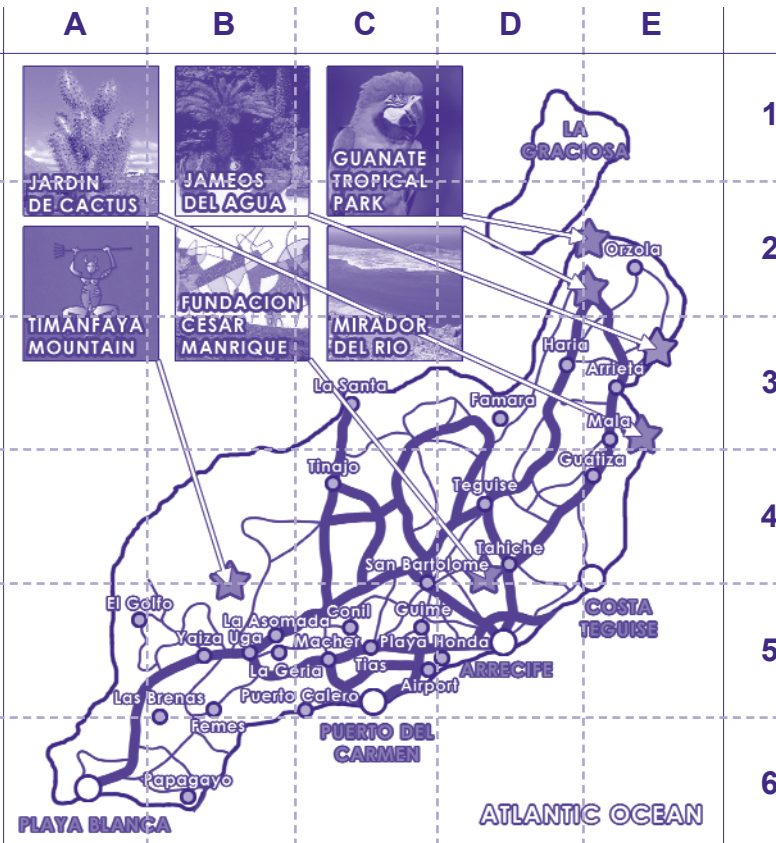 A B C D E
1
LA
GRACIOSA
JARDIN
DE CACTUS
JAMEOS
DEL AGUA
GUANATE
TROPICAL
PARK
2
Orzola
TIMANFAYA
MOUNTAIN
FUNDACION
CESAR
MANRIQUE
MIRADOR
DEL RIO
Haria
Arrieta
3
La Santa
Famara
Mala
Guatiza
Tinajo
Teguise
4
Tahiche
San Bartolome
El Golfo
COSTA
TEGUISE
La Asomada
Conil
Guime
Yaiza
Uga
Macher
Playa Honda
5
La Geria
Tias
ARRECIFE
Airport
Las Brenas
Puerto Calero
Femes
PUERTO DEL
CARMEN
Papagayo
6
PLAYA BLANCA
ATLANTIC OCEAN